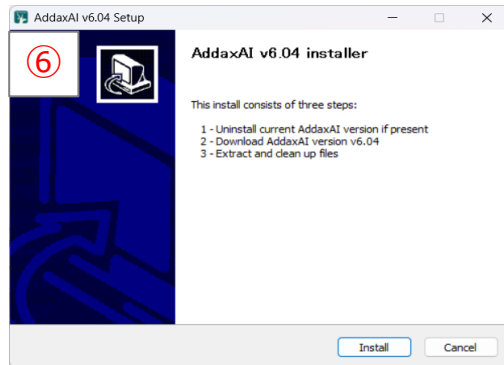 AddaxAI v6.04 Setup
⑥
AddaxAI v6.04 installer
This install consists of three steps:
1 - Uninstall current AddaxAI version if present
2 - Download AddaxAI version v6.04
3 - Extract and clean up files
Install
Cancel